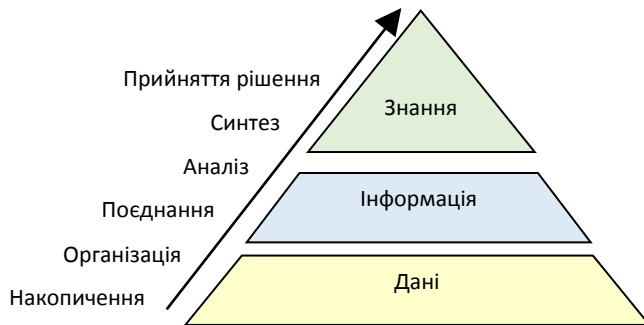 Прийняття рішення
Знання
Синтез
Аналіз
Інформація
Поєднання
Організація
Дані
Накопичення